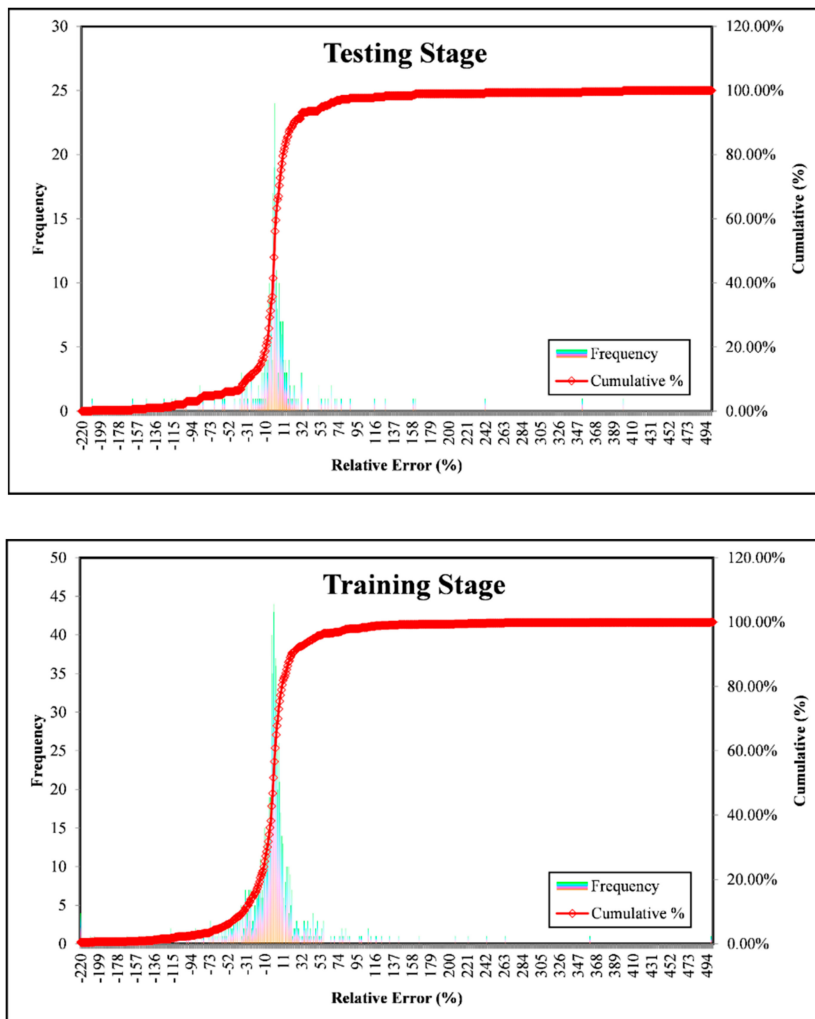 Testing Stage
30
25
20
15
10
5
0
Frequency
120.00%
100.00%
80.00%
60.00%
40.00%
20.00%
0.00%
Cumulative (%)
Frequency
Cumulative %
-220 -199 -178 -157 -136 -115 -94 -73 -52 -31 -10 11 32 53 74 95 116 137 158 179 200 221 242 263 284 305 326 347 368 389 410 431 452 473 494
Relative Error (%)
Training Stage
50
45
40
35
30
25
20
15
10
5
0
Frequency
120.00%
100.00%
80.00%
60.00%
40.00%
20.00%
0.00%
Cumulative (%)
Frequency
Cumulative %
-220 -199 -178 -157 -136 -115 -94 -73 -52 -31 -10 11 32 53 74 95 116 137 158 179 200 221 242 263 284 305 326 347 368 389 410 431 452 473 494
Relative Error (%)